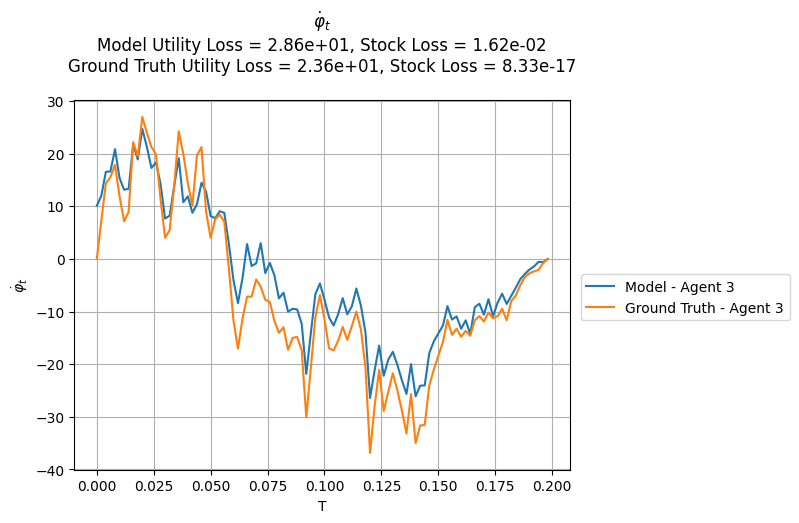 φ̇ₜ
Model Utility Loss = 2.86e+01, Stock Loss = 1.62e-02
Ground Truth Utility Loss = 2.36e+01, Stock Loss = 8.33e-17
30
20
10
0
−10
−20
−30
−40
φ̇ₜ
0.000
0.025
0.050
0.075
0.100
0.125
0.150
0.175
0.200
T
Model - Agent 3
Ground Truth - Agent 3